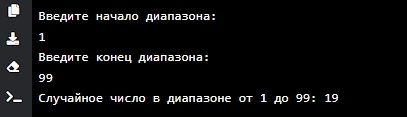 Введите начало диапазона:
1
Введите конец диапазона:
99
Случайное число в диапазоне от 1 до 99: 19